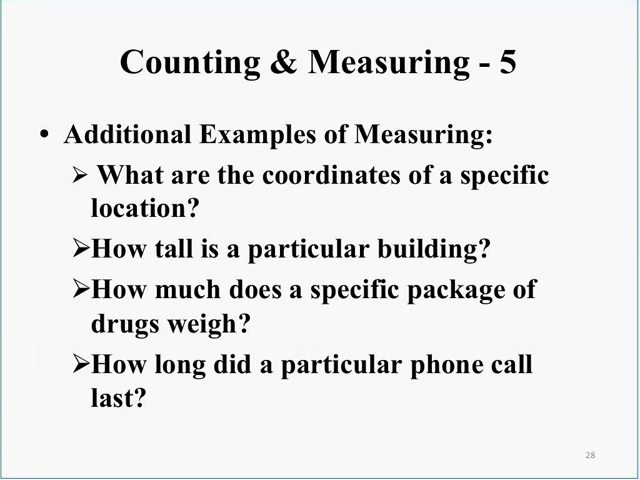 Counting & Measuring - 5
• Additional Examples of Measuring:
➢ What are the coordinates of a specific
location?
➢How tall is a particular building?
➢How much does a specific package of
drugs weigh?
➢How long did a particular phone call
last?
28